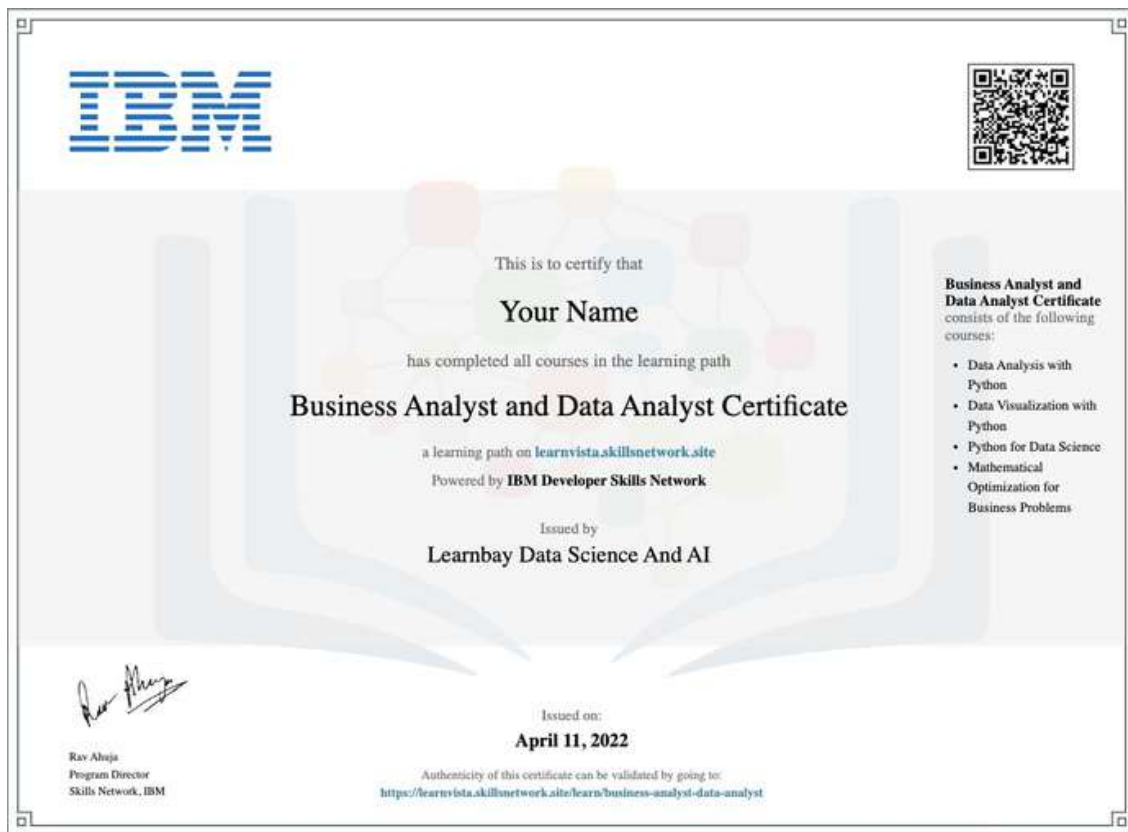 IBM
This is to certify that
Your Name
has completed all courses in the learning path
Business Analyst and Data Analyst Certificate
a learning path on learnvista.skillsnetwork.site
Powered by IBM Developer Skills Network
Issued by
Learnbay Data Science And AI
Business Analyst and
Data Analyst Certificate
consists of the following
courses:
• Data Analysis with
Python
• Data Visualization with
Python
• Python for Data Science
• Mathematical
Optimization for
Business Problems
Rav Ahuja
Rav Ahuja
Program Director
Skills Network, IBM
Issued on:
April 11, 2022
Authenticity of this certificate can be validated by going to:
https://learnvista.skillsnetwork.site/learn/business-analyst-data-analyst